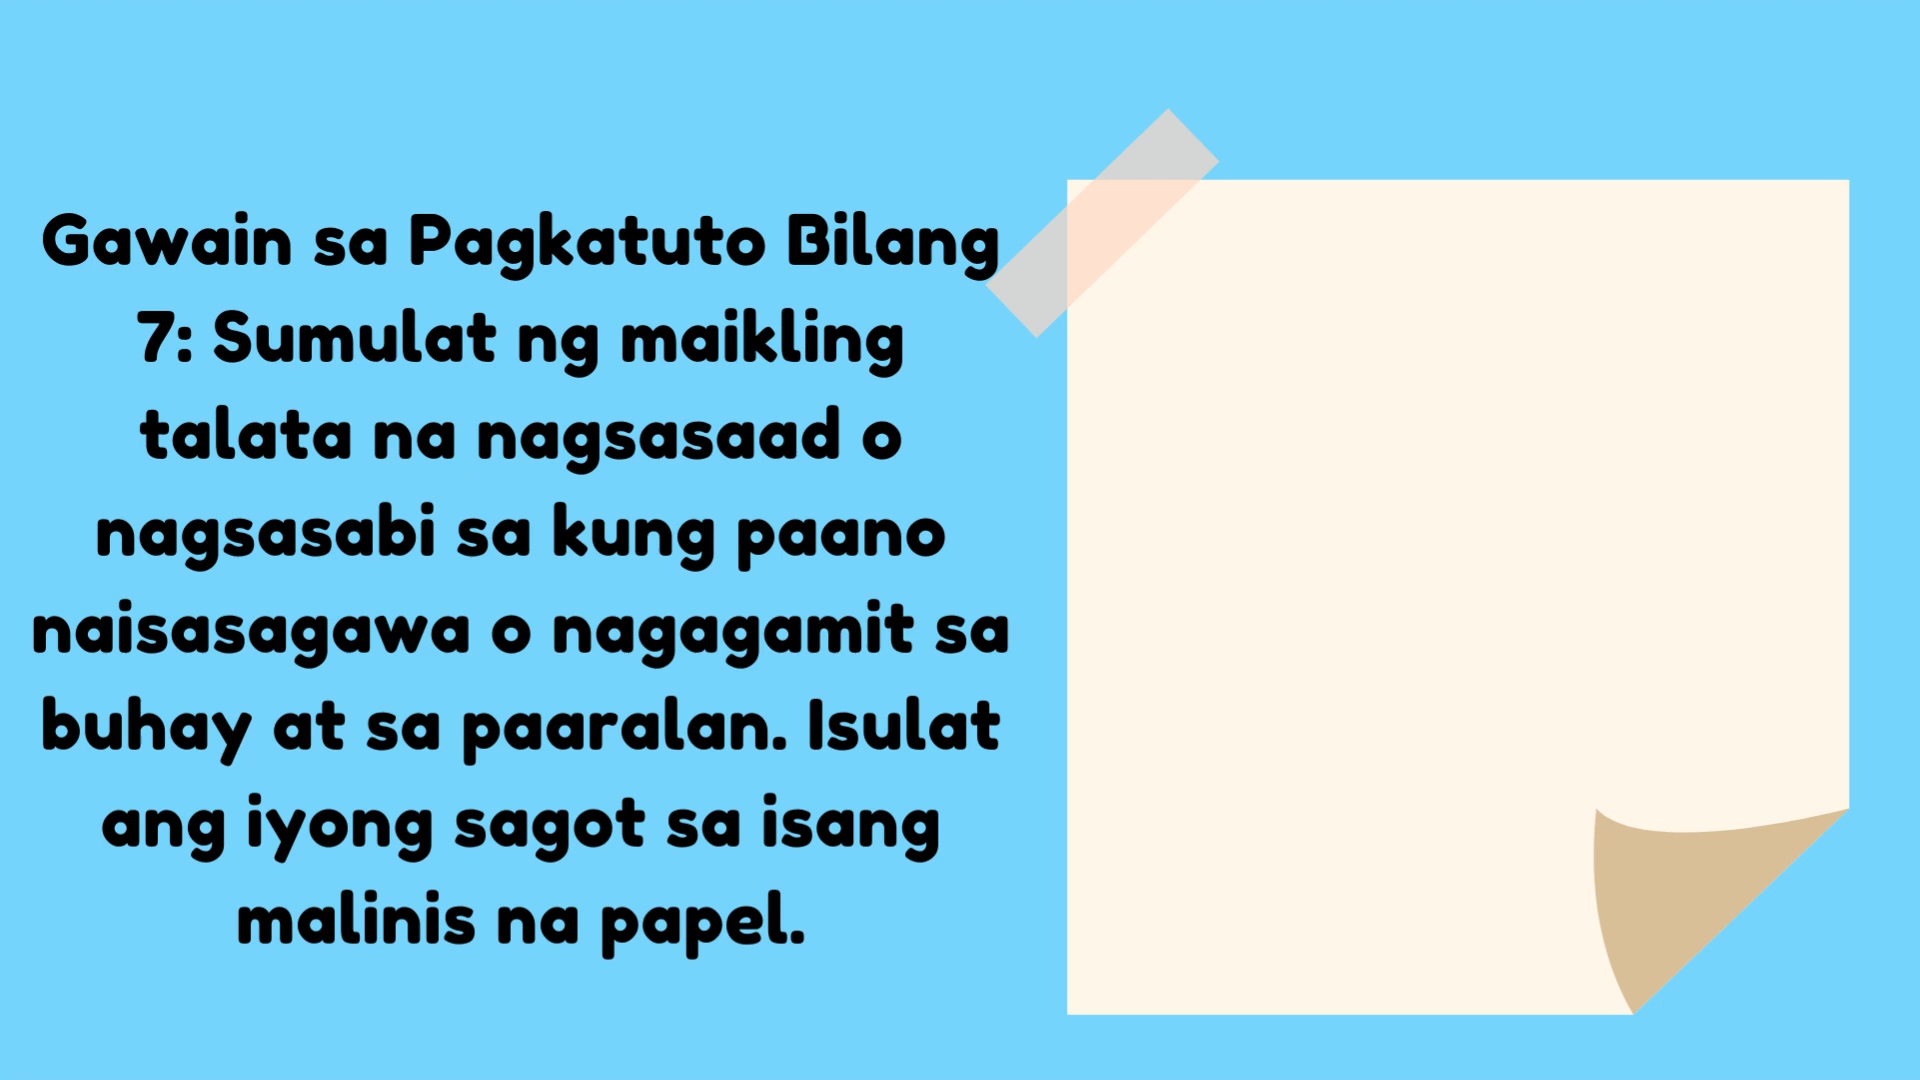 Gawain sa Pagkatuto Bilang
7: Sumulat ng maikling
talata na nagsasaad o
nagsasabi sa kung paano
naisasagawa o nagagamit sa
buhay at sa paaralan. Isulat
ang iyong sagot sa isang
malinis na papel.